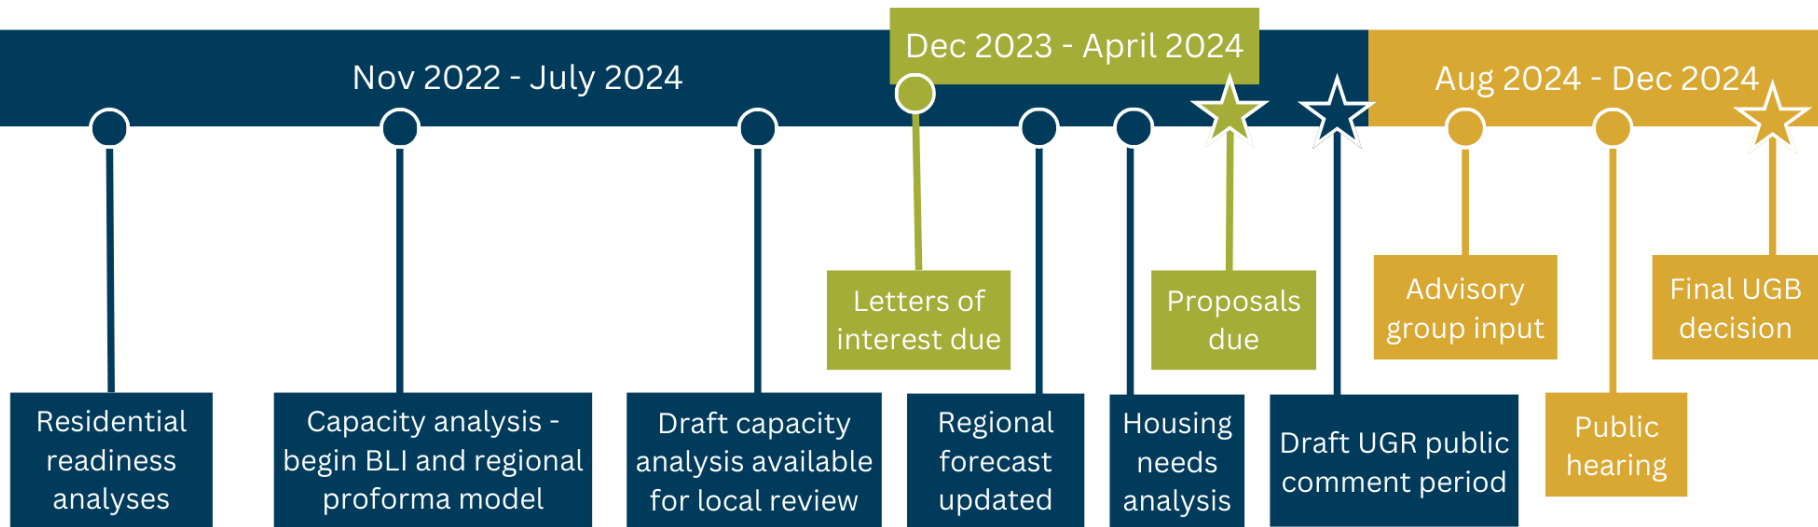 Nov 2022 - July 2024
Dec 2023 - April 2024
Aug 2024 - Dec 2024
Residential
readiness
analyses
Capacity analysis -
begin BLI and regional
proforma model
Draft capacity
analysis available
for local review
Letters of
interest due
Regional
forecast
updated
Housing
needs
analysis
Proposals
due
Draft UGR public
comment period
Advisory
group input
Public
hearing
Final UGB
decision